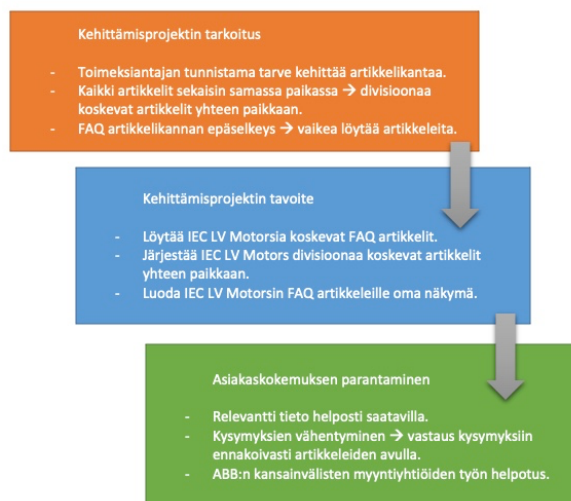 Kehittämisprojektin tarkoitus
- Toimeksiantajan tunnistama tarve kehittää artikkelikantaa.
- Kaikki artikkelit sekaisin samassa paikassa → divisioonaa
koskevat artikkelit yhteen paikkaan.
- FAQ artikkelikannan epäselkeys → vaikea löytää artikkeleita.
Kehittämisprojektin tavoite
- Löytää IEC LV Motorsia koskevat FAQ artikkelit.
- Järjestää IEC LV Motors divisioonaa koskevat artikkelit
yhteen paikkaan.
- Luoda IEC LV Motorsin FAQ artikkeleille oma näkymä.
Asiakaskokemuksen parantaminen
- Relevantti tieto helposti saatavilla.
- Kysymyksien vähentyminen → vastaus kysymyksiin
ennakoivasti artikkeleiden avulla.
- ABB:n kansainvälisten myyntiyhtiöiden työn helpotus.